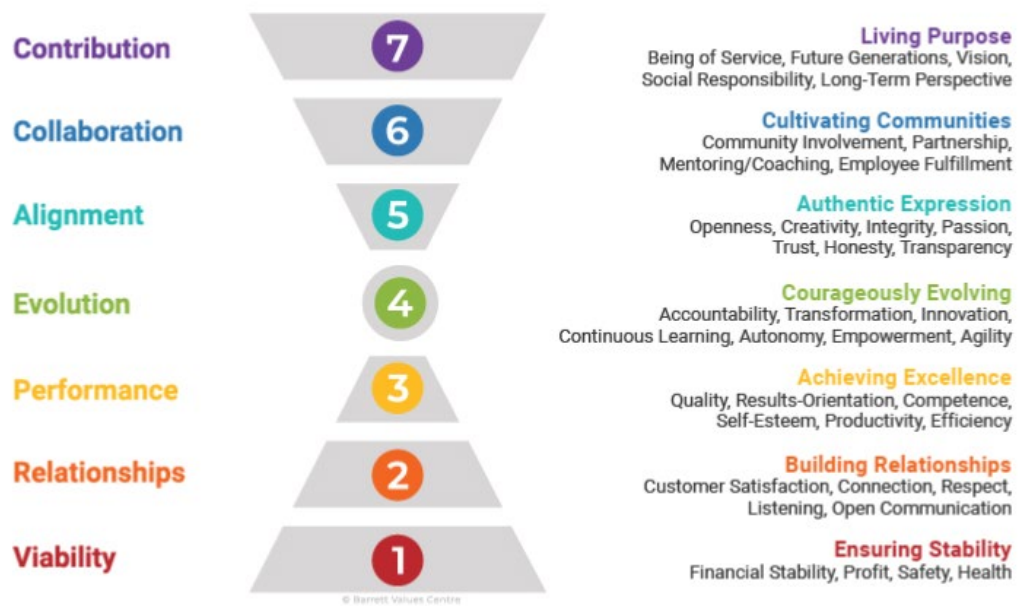 Contribution
7
Living Purpose
Being of Service, Future Generations, Vision,
Social Responsibility, Long-Term Perspective
Collaboration
6
Cultivating Communities
Community Involvement, Partnership,
Mentoring/Coaching, Employee Fulfillment
Alignment
5
Authentic Expression
Openness, Creativity, Integrity, Passion,
Trust, Honesty, Transparency
Evolution
4
Courageously Evolving
Accountability, Transformation, Innovation,
Continuous Learning, Autonomy, Empowerment, Agility
Performance
3
Achieving Excellence
Quality, Results-Orientation, Competence,
Self-Esteem, Productivity, Efficiency
Relationships
2
Building Relationships
Customer Satisfaction, Connection, Respect,
Listening, Open Communication
Viability
1
Ensuring Stability
Financial Stability, Profit, Safety, Health
© Barrett Values Centre